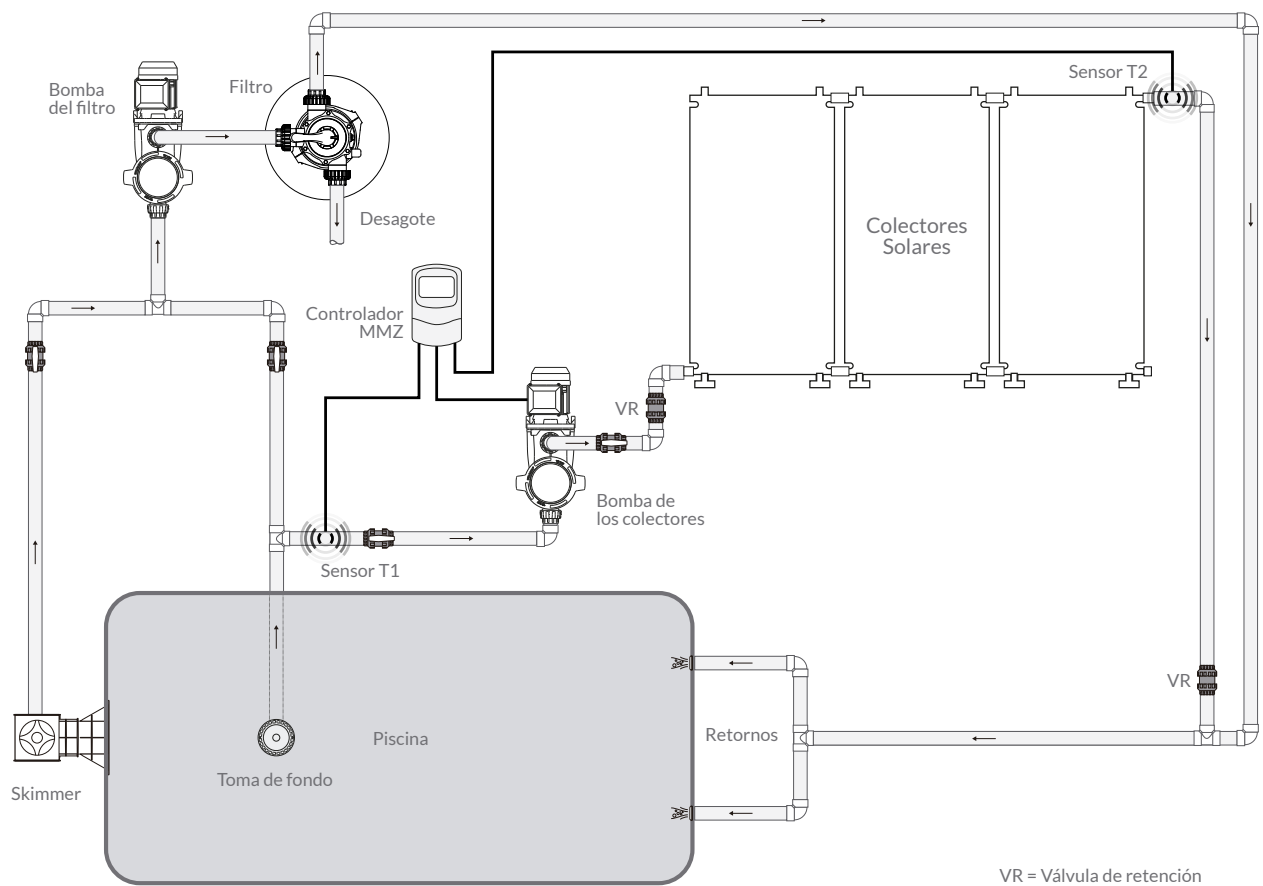 Sensor T2
Bomba
del filtro
Filtro
Desagote
Colectores
Solares
Controlador
MMZ
VR
Bomba de
los colectores
Sensor T1
VR
Piscina
Retornos
Toma de fondo
Skimmer
VR = Válvula de retención